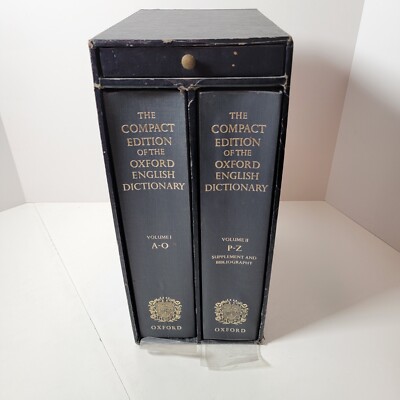 THE
COMPACT
EDITION
OF THE
OXFORD
ENGLISH
DICTIONARY
VOLUME I
A-O
OXFORD
THE
COMPACT
EDITION
OF THE
OXFORD
ENGLISH
DICTIONARY
VOLUME II
P-Z
SUPPLEMENT AND
BIBLIOGRAPHY
OXFORD